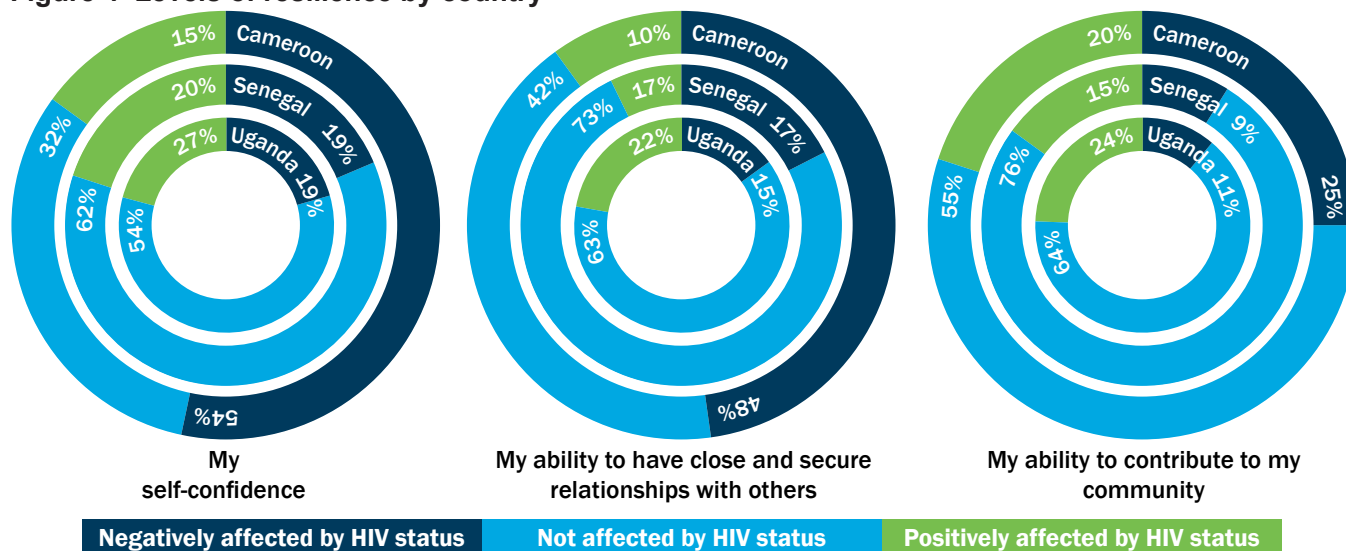 Cameroon
15%
Senegal 19%
20%
Uganda 19%
27%
32%
62%
54%
54%
My
self-confidence
Cameroon
10%
42%
Senegal 17%
17%
73%
Uganda 15%
22%
63%
48%
My ability to have close and secure
relationships with others
Cameroon
20%
Senegal 9%
15%
Uganda 11%
24%
76%
64%
55%
25%
My ability to contribute to my
community
Negatively affected by HIV status
Not affected by HIV status
Positively affected by HIV status